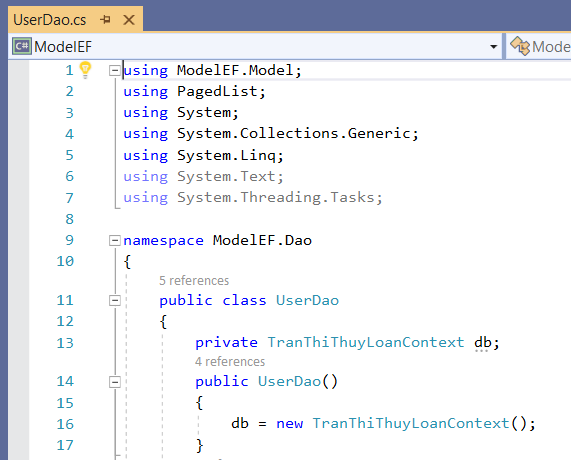 UserDao.cs
C# ModelEF
Mode
1 using ModelEF.Model;
2 using PagedList;
3 using System;
4 using System.Collections.Generic;
5 using System.Linq;
6 using System.Text;
7 using System.Threading.Tasks;
8
9 namespace ModelEF.Dao
10 {
5 references
11 public class UserDao
12 {
13 private TranThiThuyLoanContext db;
4 references
14 public UserDao()
15 {
16 db = new TranThiThuyLoanContext();
17 }